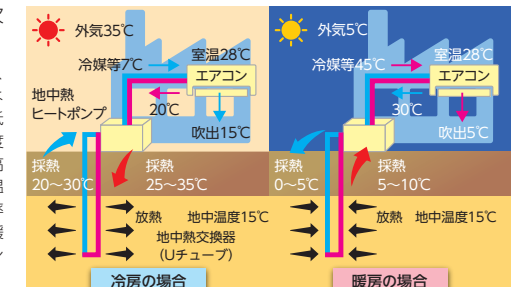 外気35℃
冷媒等7℃
室温28℃
エアコン
地中熱
ヒートポンプ
20℃
吹出15℃
採熱
20～30℃
採熱
25～35℃
放熱 地中温度15℃
地中熱交換器
（Uチューブ）
冷房の場合
外気5℃
冷媒等45℃
室温28℃
エアコン
30℃
吹出5℃
採熱
0～5℃
採熱
5～10℃
放熱 地中温度15℃
暖房の場合